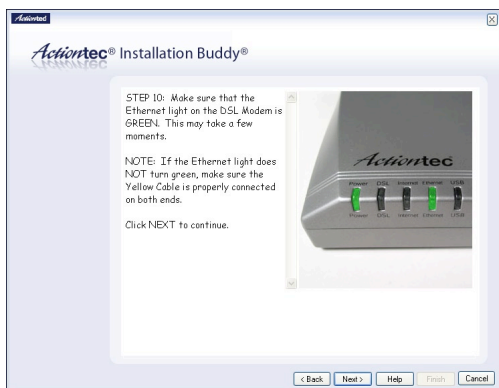 Actiontec
Actiontec® Installation Buddy®
STEP 10: Make sure that the
Ethernet light on the DSL Modem is
GREEN. This may take a few
moments.
NOTE: If the Ethernet light does
NOT turn green, make sure the
Yellow Cable is properly connected
on both ends.
Click NEXT to continue.
Actiontec
Power DSL Internet Ethernet USB
Power DSL Internet Ethernet USB
< Back Next > Help Finish Cancel